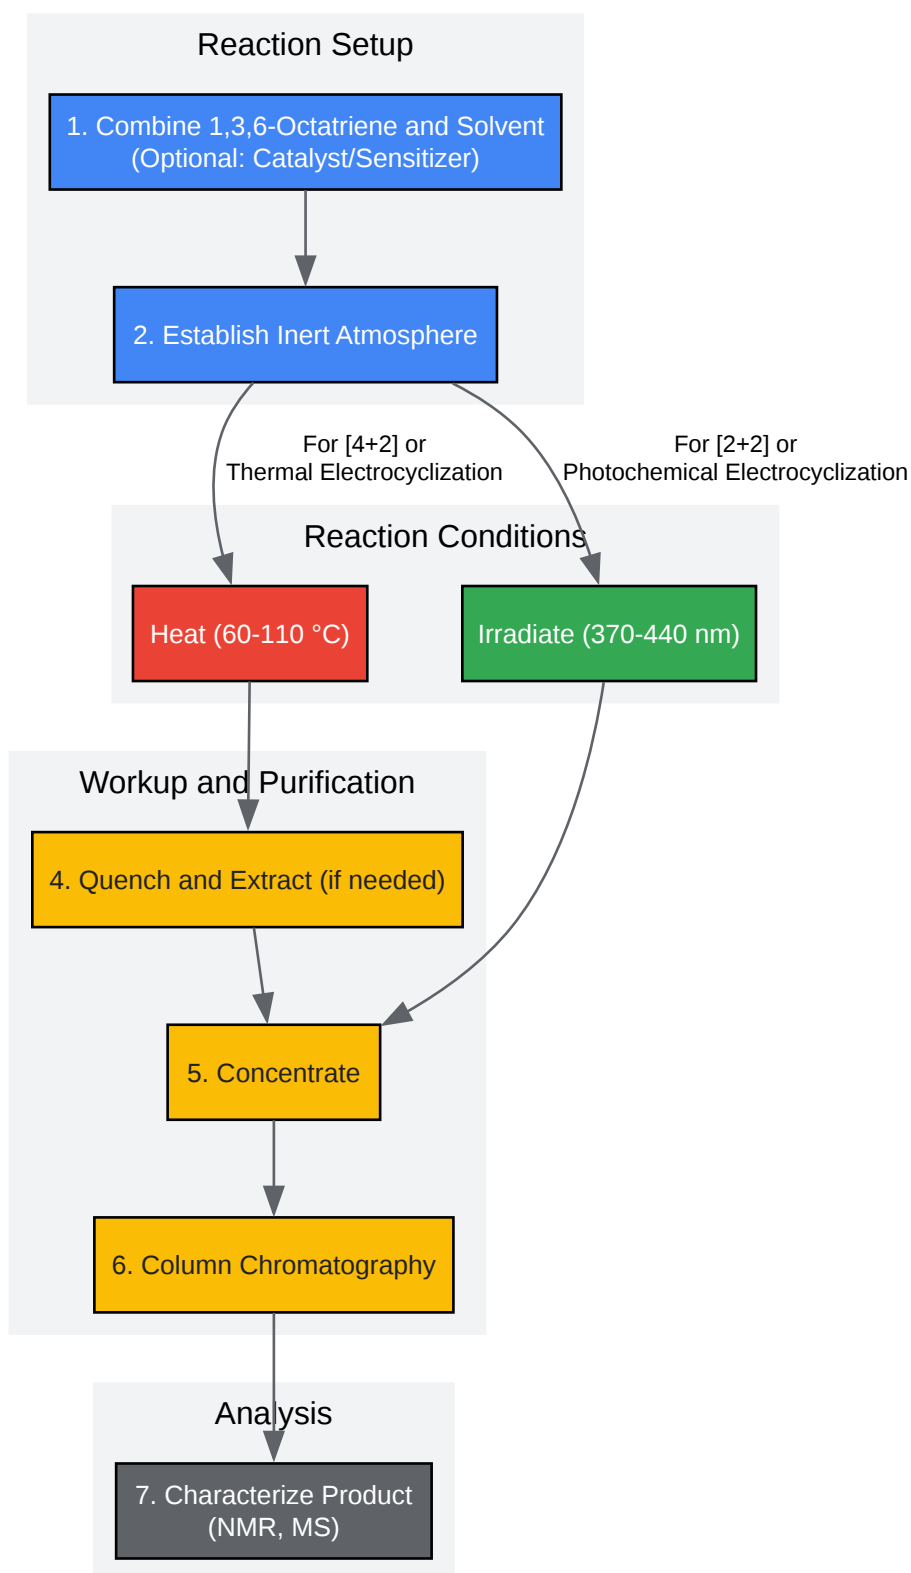 Reaction Setup
1. Combine 1,3,6-Octatriene and Solvent
(Optional: Catalyst/Sensitizer)
2. Establish Inert Atmosphere
For [4+2] or
Thermal Electrocyclization
For [2+2] or
Photochemical Electrocyclization
Reaction Conditions
Heat (60-110 °C)
Irradiate (370-440 nm)
Workup and Purification
4. Quench and Extract (if needed)
5. Concentrate
6. Column Chromatography
Analysis
7. Characterize Product
(NMR, MS)